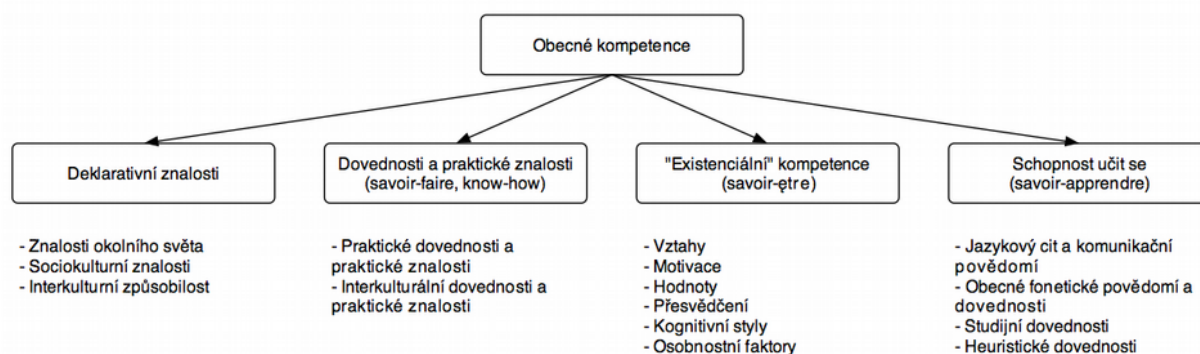 Obecné kompetence
Deklarativní znalosti
- Znalosti okolního světa
- Sociokulturní znalosti
- Interkulturní způsobilost
Dovednosti a praktické znalosti
(savoir-faire, know-how)
- Praktické dovednosti a
praktické znalosti
- Interkulturální dovednosti a
praktické znalosti
"Existenciální" kompetence
(savoir-ętre)
- Vztahy
- Motivace
- Hodnoty
- Přesvědčení
- Kognitivní styly
- Osobnostní faktory
Schopnost učit se
(savoir-apprendre)
- Jazykový cit a komunikační
povědomí
- Obecné fonetické povědomí a
dovednosti
- Studijní dovednosti
- Heuristické dovednosti